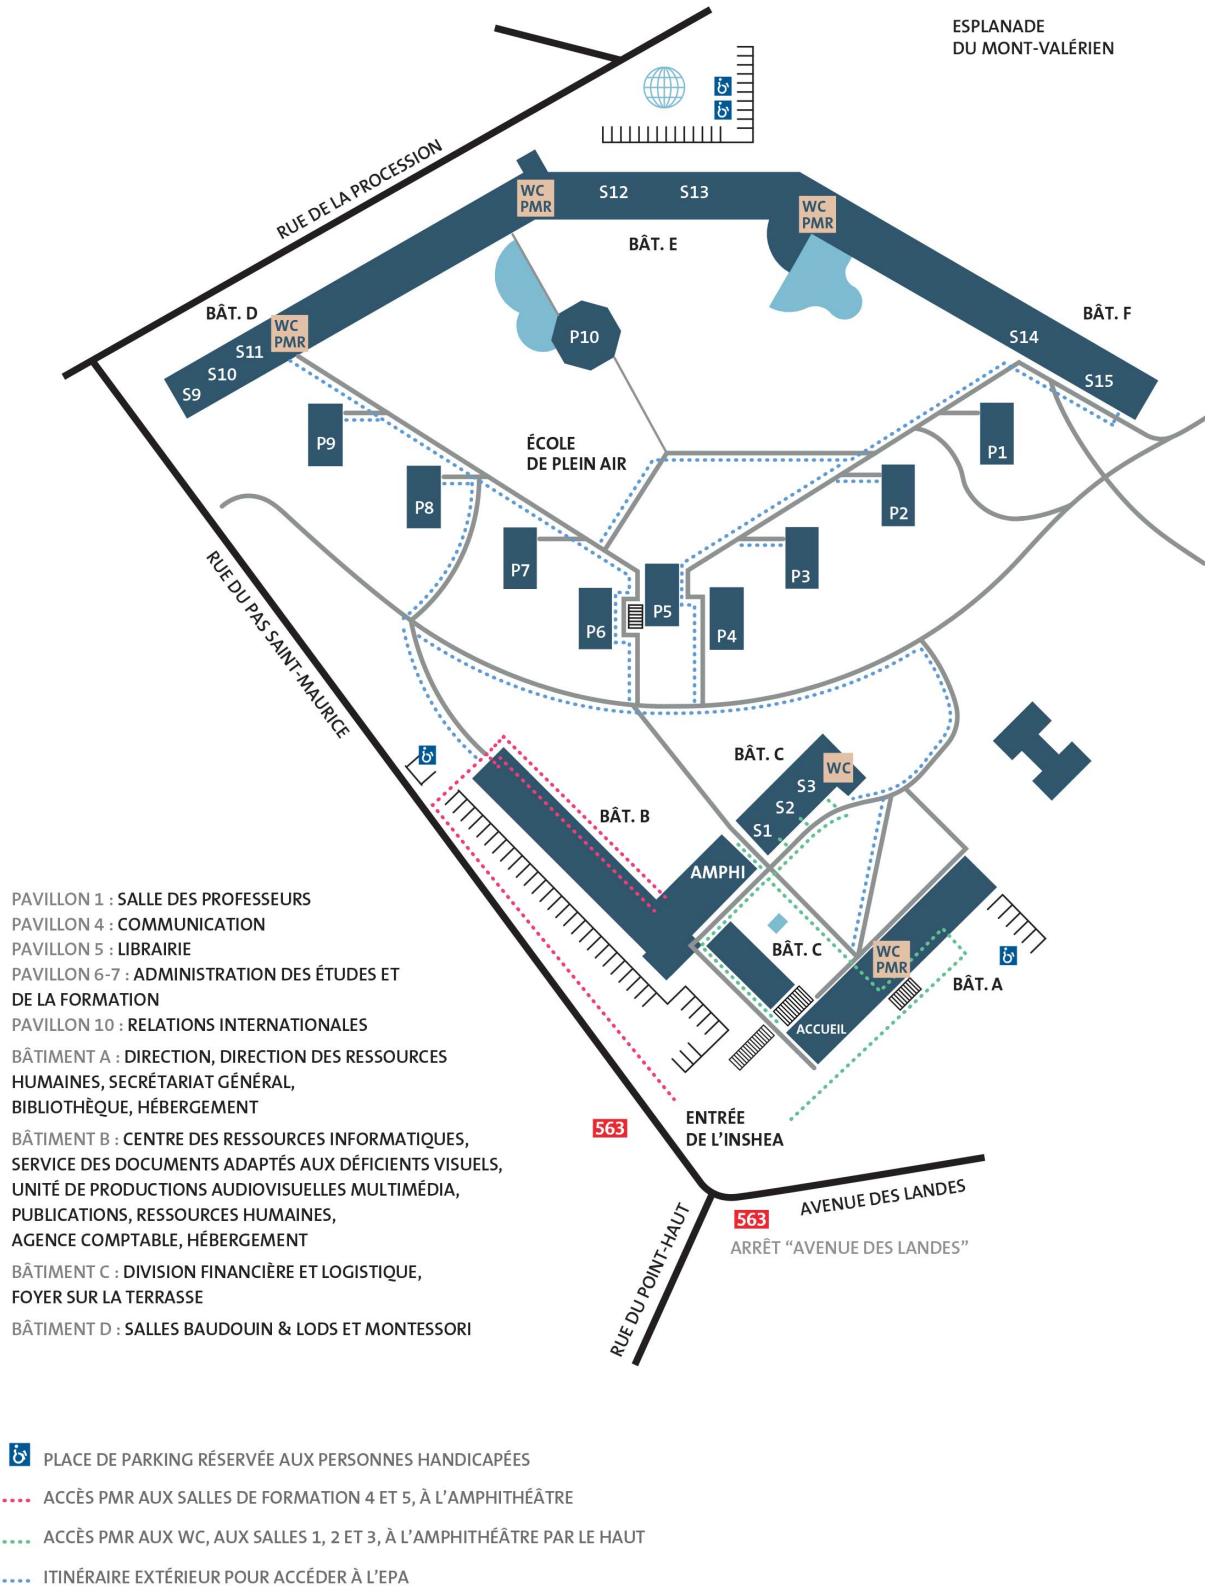 ESPLANADE
DU MONT-VALÉRIEN
RUE DE LA PROCESSION
WC
PMR
S12
S13
WC
PMR
BÂT. E
BÂT. D
WC
PMR
S11
S10
S9
P10
BÂT. F
S14
S15
P9
P8
P7
P6
P5
P4
P3
P2
P1
ÉCOLE
DE PLEIN AIR
RUE DU PAS SAINT-MAURICE
BÂT. C
WC
S3
S2
S1
BÂT. B
AMPHI
BÂT. C
WC
PMR
BÂT. A
ACCUEIL
PAVILLON 1 : SALLE DES PROFESSEURS
PAVILLON 4 : COMMUNICATION
PAVILLON 5 : LIBRAIRIE
PAVILLON 6-7 : ADMINISTRATION DES ÉTUDES ET
DE LA FORMATION
PAVILLON 10 : RELATIONS INTERNATIONALES
BÂTIMENT A : DIRECTION, DIRECTION DES RESSOURCES
HUMAINES, SECRÉTARIAT GÉNÉRAL,
BIBLIOTHÈQUE, HÉBERGEMENT
BÂTIMENT B : CENTRE DES RESSOURCES INFORMATIQUES,
SERVICE DES DOCUMENTS ADAPTÉS AUX DÉFICIENTS VISUELS,
UNITÉ DE PRODUCTIONS AUDIOVISUELLES MULTIMÉDIA,
PUBLICATIONS, RESSOURCES HUMAINES,
AGENCE COMPTABLE, HÉBERGEMENT
BÂTIMENT C : DIVISION FINANCIÈRE ET LOGISTIQUE,
FOYER SUR LA TERRASSE
BÂTIMENT D : SALLES BAUDOUIN & LODS ET MONTESSORI
563
ENTRÉE
DE L'INSHEA
563
AVENUE DES LANDES
ARRÊT “AVENUE DES LANDES”
RUE DU POINT-HAUT
PLACE DE PARKING RÉSERVÉE AUX PERSONNES HANDICAPÉES
ACCÈS PMR AUX SALLES DE FORMATION 4 ET 5, À L'AMPHITHÉÂTRE
ACCÈS PMR AUX WC, AUX SALLES 1, 2 ET 3, À L'AMPHITHÉÂTRE PAR LE HAUT
ITINÉRAIRE EXTÉRIEUR POUR ACCÉDER À L'EPA